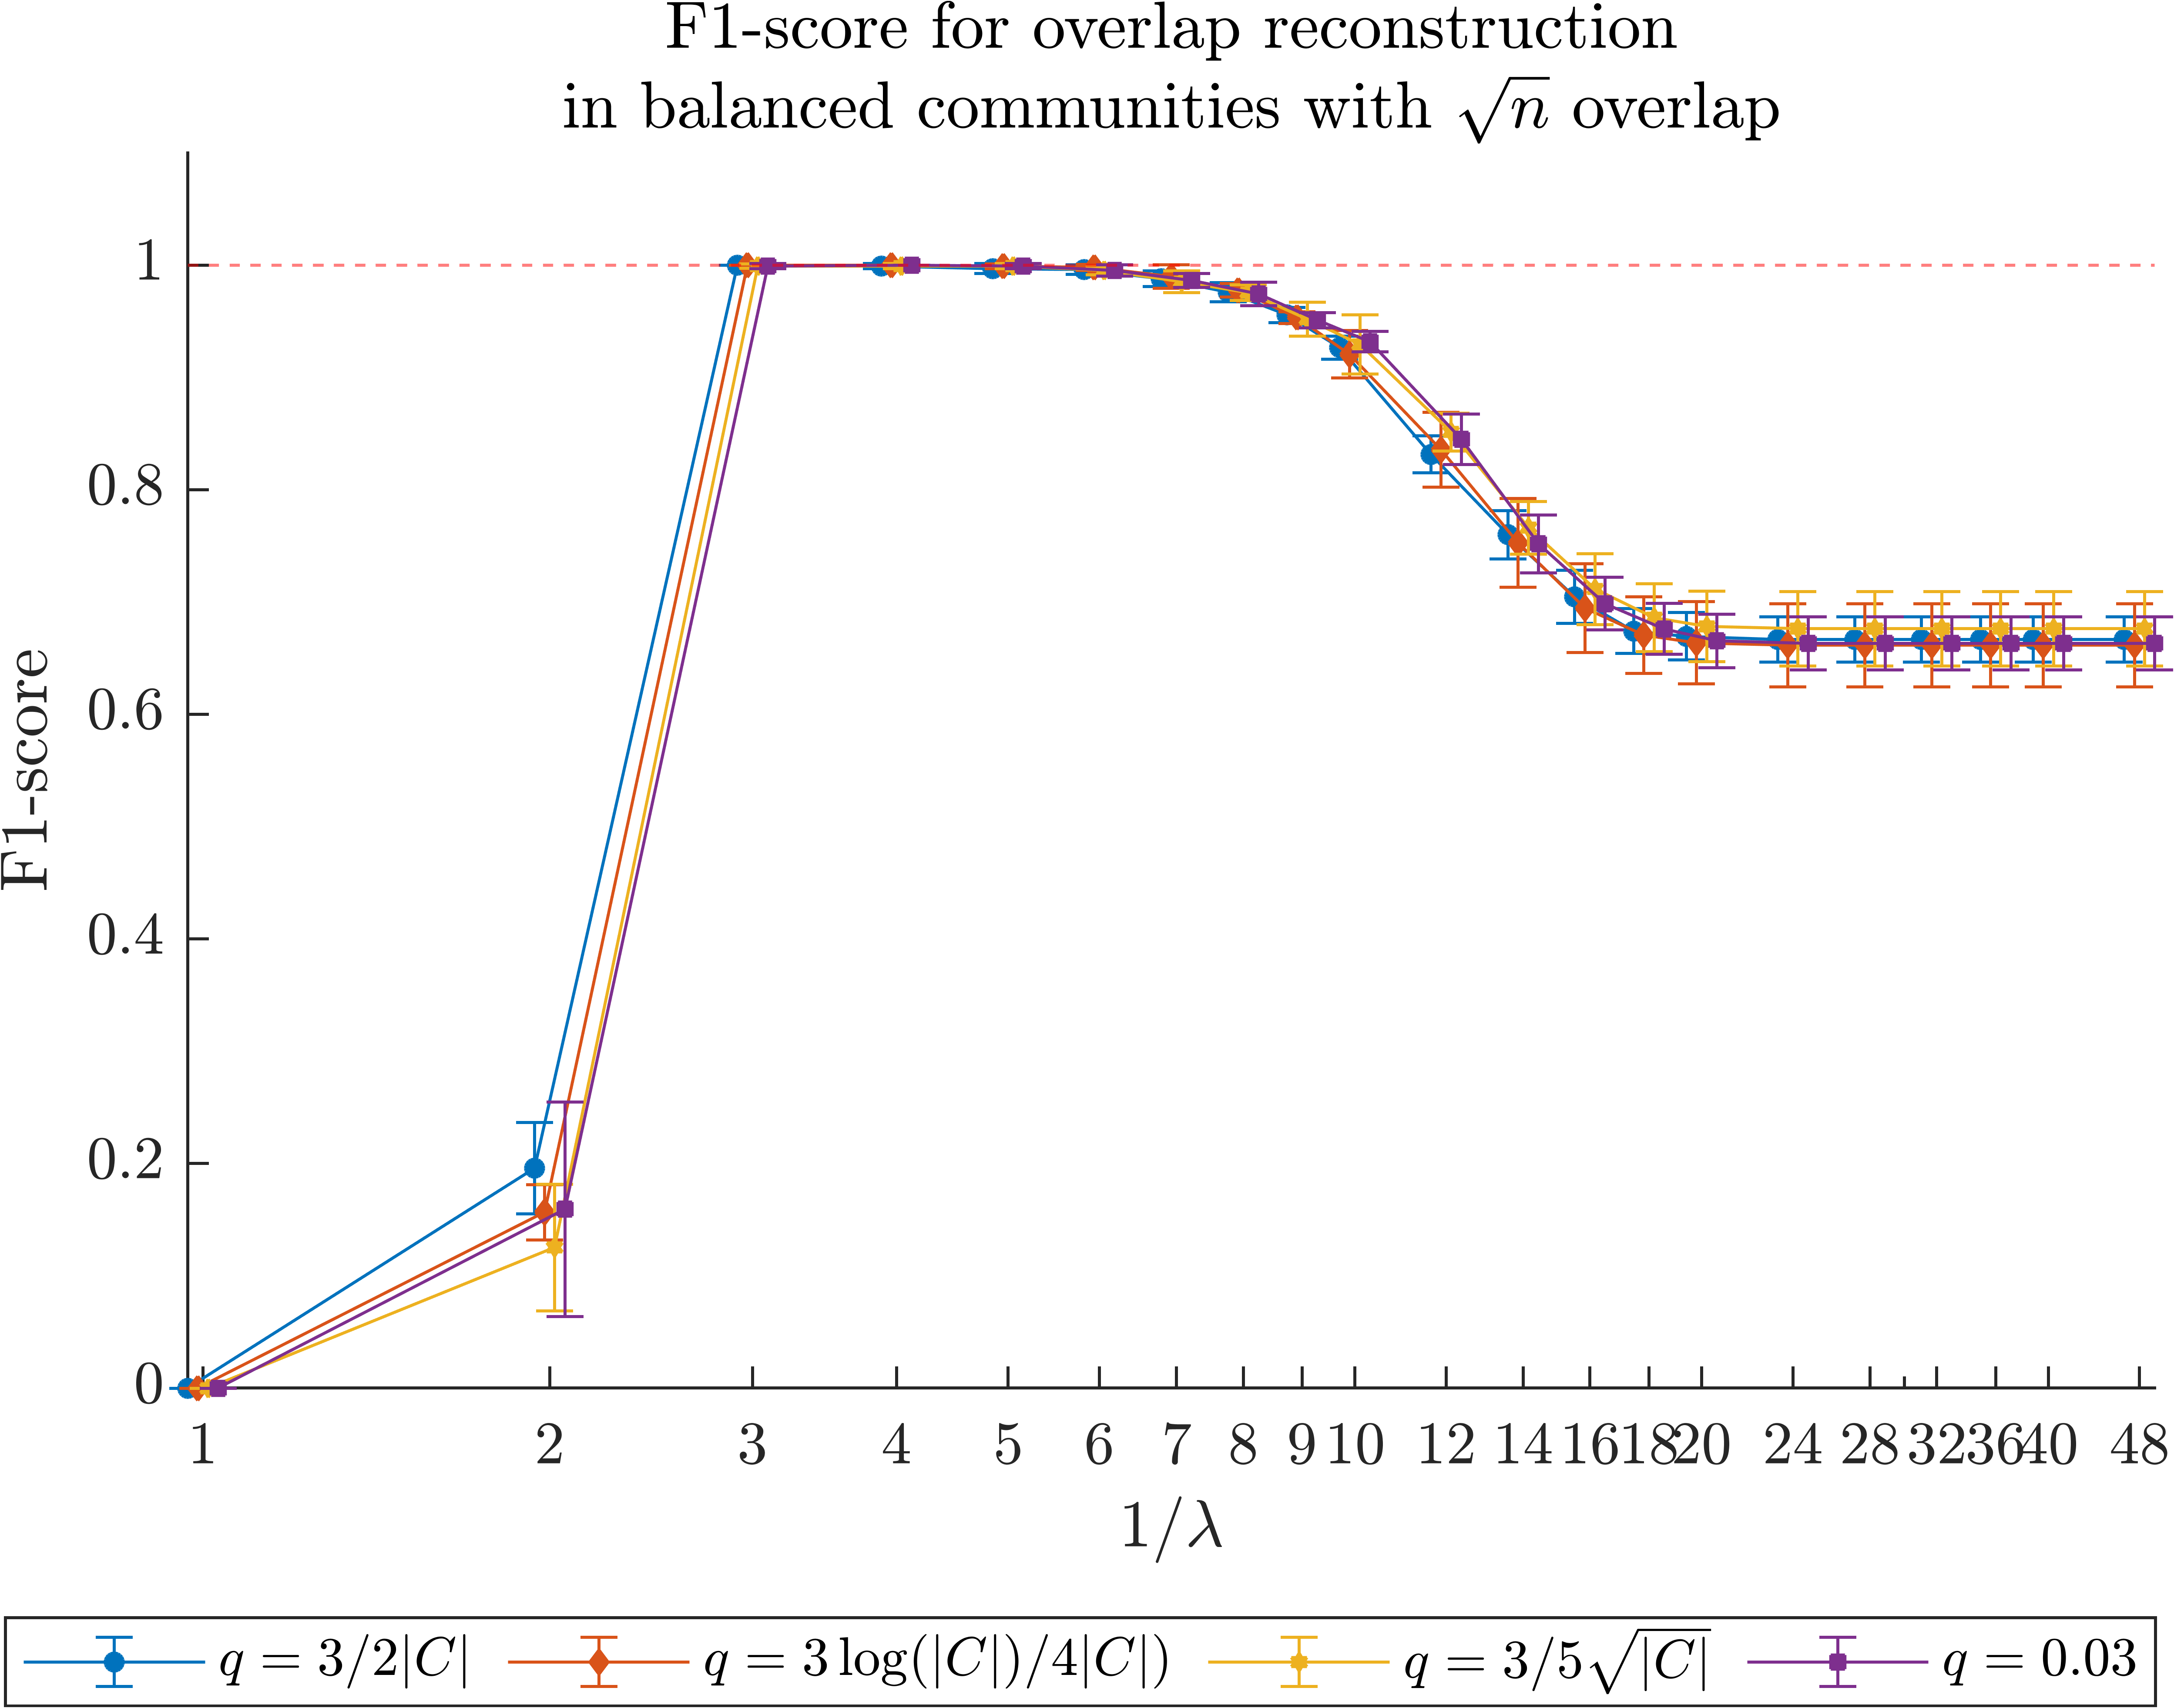 F1-score for overlap reconstruction
in balanced communities with √n overlap
1
0.8
0.6
0.4
0.2
0
F1-score
1 2 3 4 5 6 7 8 9 10 12 14 16 18 20 24 28 32 36 40 48
1/λ
q = 3/2|C| q = 3 log(|C|)/4|C|) q = 3/5√|C| q = 0.03